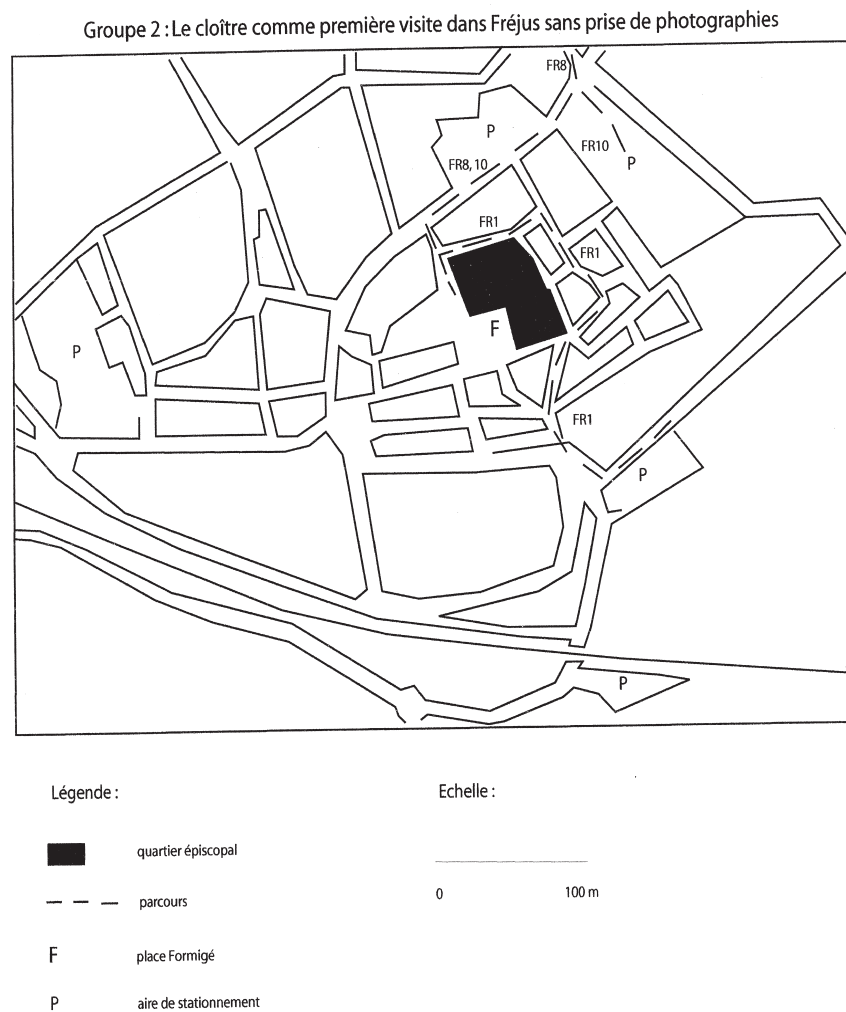 Groupe 2 : Le cloître comme première visite dans Fréjus sans prise de photographies
FR8
P
FR10
FR8, 10
P
FR1
FR1
F
P
FR1
P
P
Légende :
Echelle :
quartier épiscopal
parcours
0
100 m
F
place Formigé
P
aire de stationnement